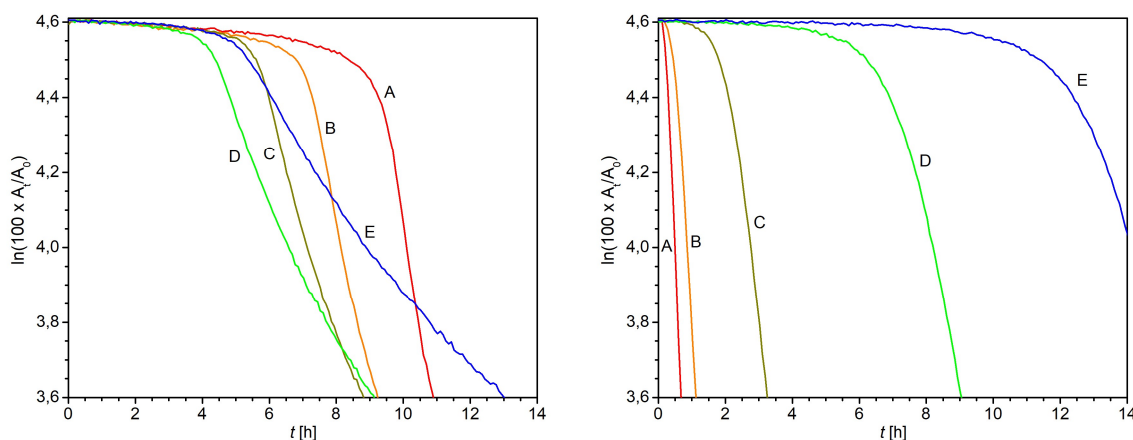 4,6
4,4
4,2
4,0
3,8
3,6
ln(100 x Aₜ/A₀)
0 2 4 6 8 10 12 14
t [h]
A
B
C
D
E
4,6
4,4
4,2
4,0
3,8
3,6
ln(100 x Aₜ/A₀)
0 2 4 6 8 10 12 14
t [h]
E
D
C
A
B